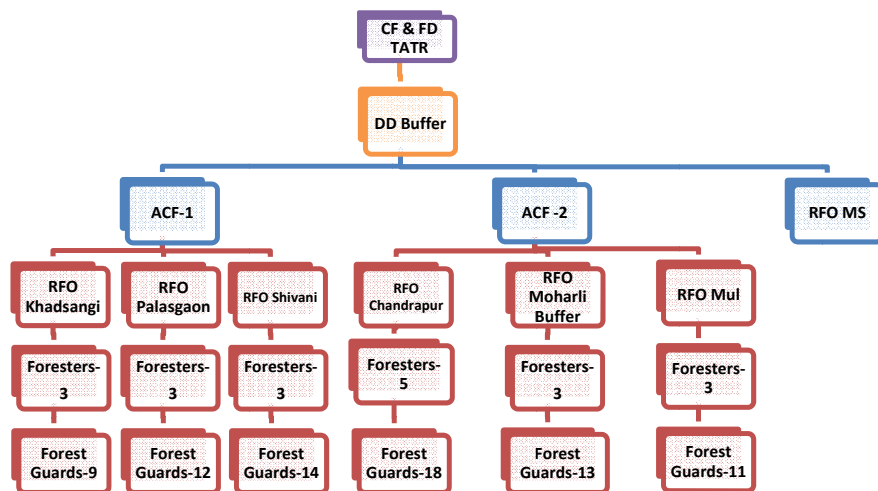 CF & FD
TATR
DD Buffer
ACF-1
ACF -2
RFO MS
RFO
Khadsangi
RFO
Palasgaon
RFO Shivani
RFO
Chandrapur
RFO
Moharli
Buffer
RFO Mul
Foresters-
3
Foresters-
3
Foresters-
3
Foresters-
5
Foresters-
3
Foresters-
3
Forest
Guards-9
Forest
Guards-12
Forest
Guards-14
Forest
Guards-18
Forest
Guards-13
Forest
Guards-11